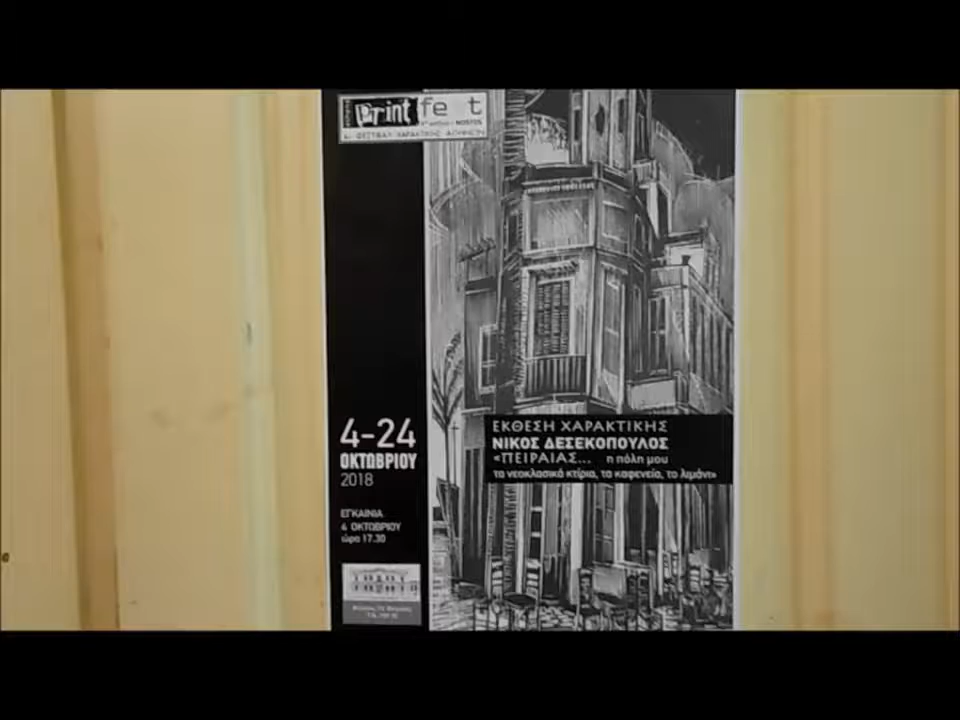 Print fe t
4-24
ΟΚΤΩΒΡΙΟΥ
2018
ΕΓΚΑΙΝΙΑ
4 ΟΚΤΩΒΡΙΟΥ
ώρα 17.30
ΕΚΘΕΣΗ ΧΑΡΑΚΤΙΚΗΣ
ΝΙΚΟΣ ΔΕΣΕΚΟΠΟΥΛΟΣ
«ΠΕΙΡΑΙΑΣ... η πόλη μου
τα νεοκλασικά κτίρια, τα καφενεία, το λιμάνι»